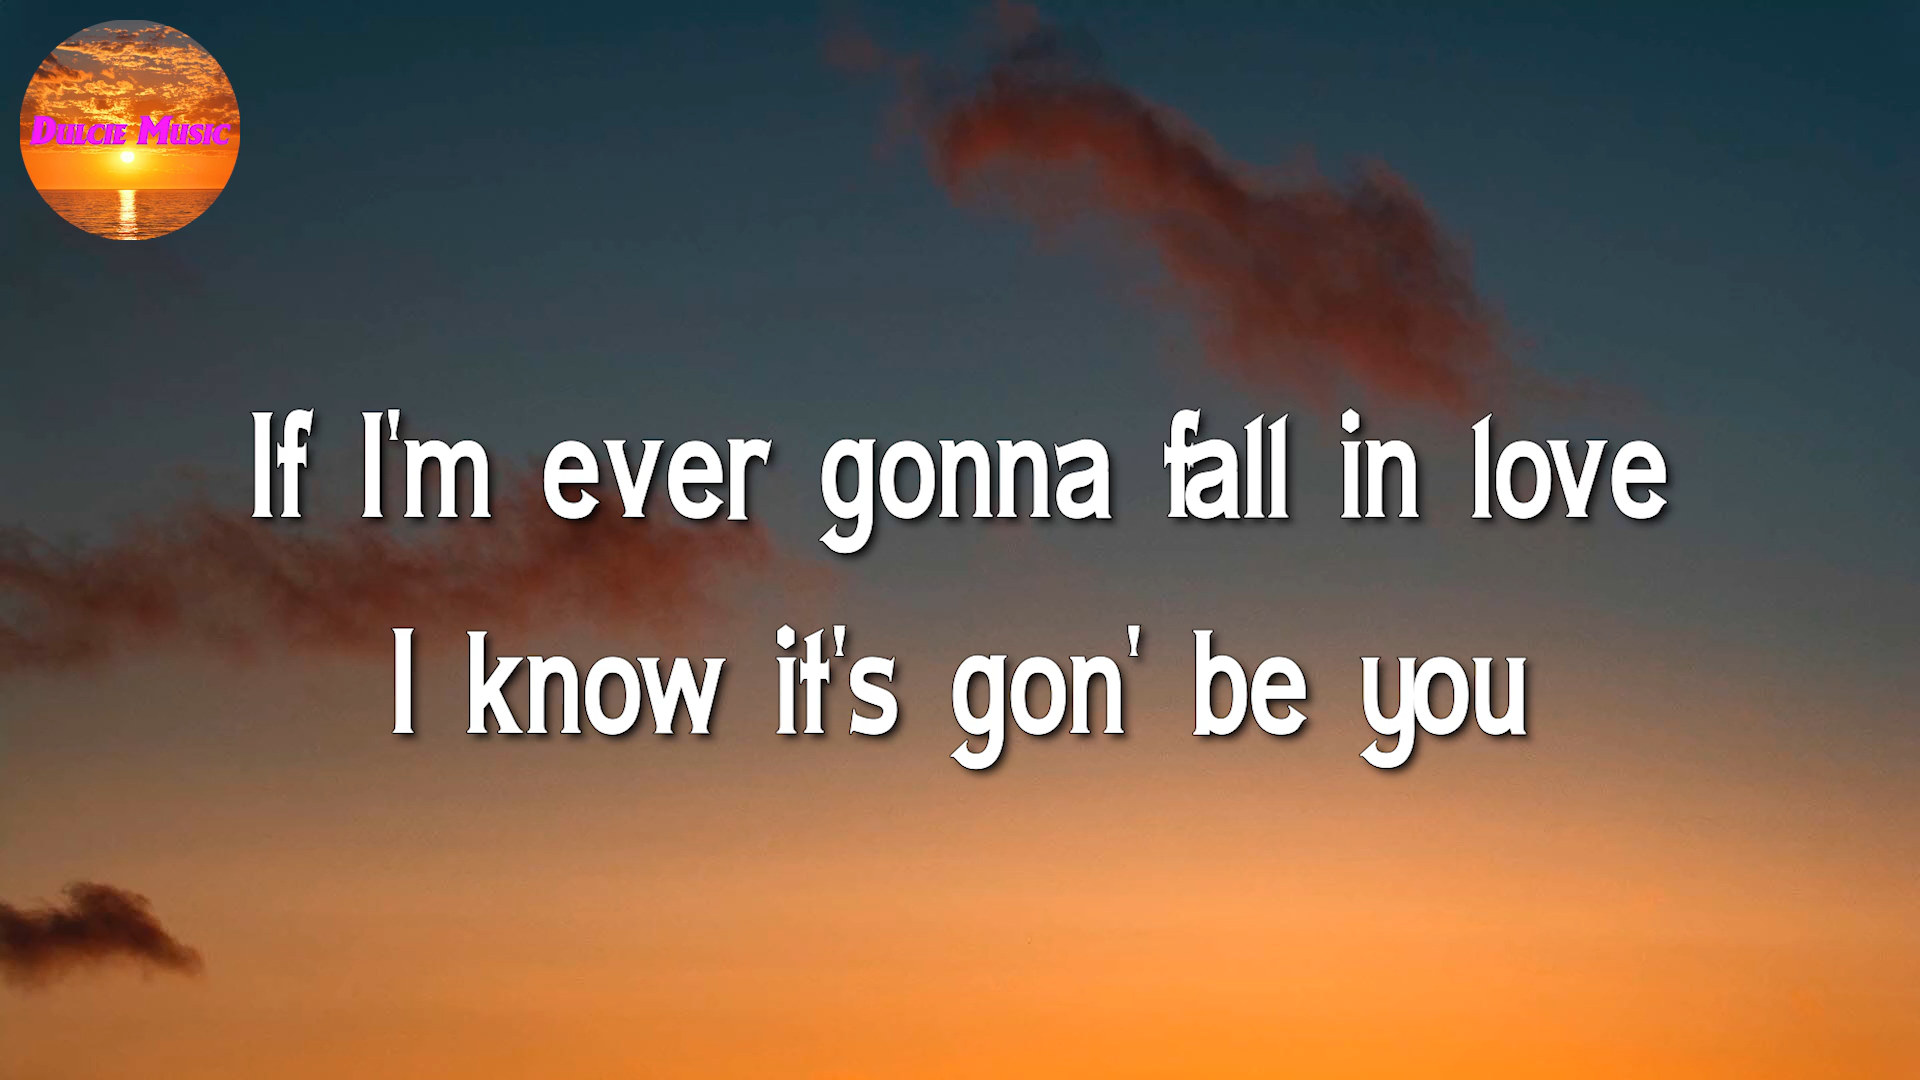 Dulcie Music
If I'm ever gonna fall in love
I know it's gon' be you